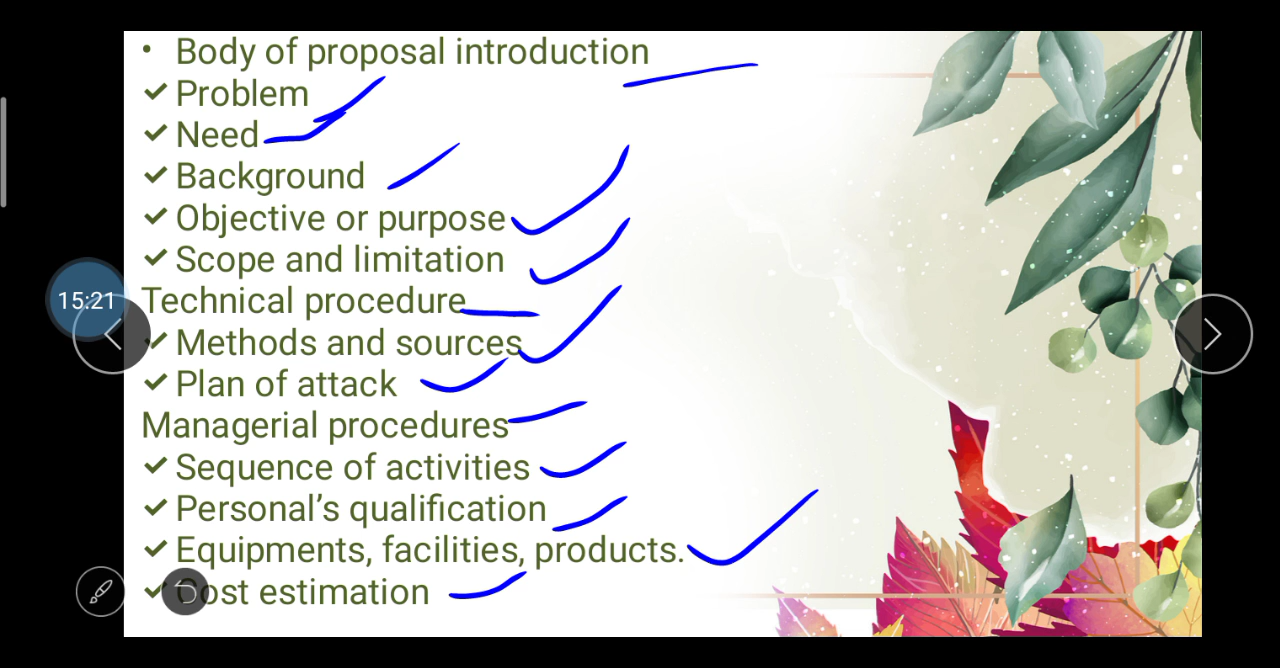 • Body of proposal introduction
✔ Problem
✔ Need
✔ Background
✔ Objective or purpose
✔ Scope and limitation
Technical procedure
✔ Methods and sources
✔ Plan of attack
Managerial procedures
✔ Sequence of activities
✔ Personal’s qualification
✔ Equipments, facilities, products.
✔ Cost estimation
15:21